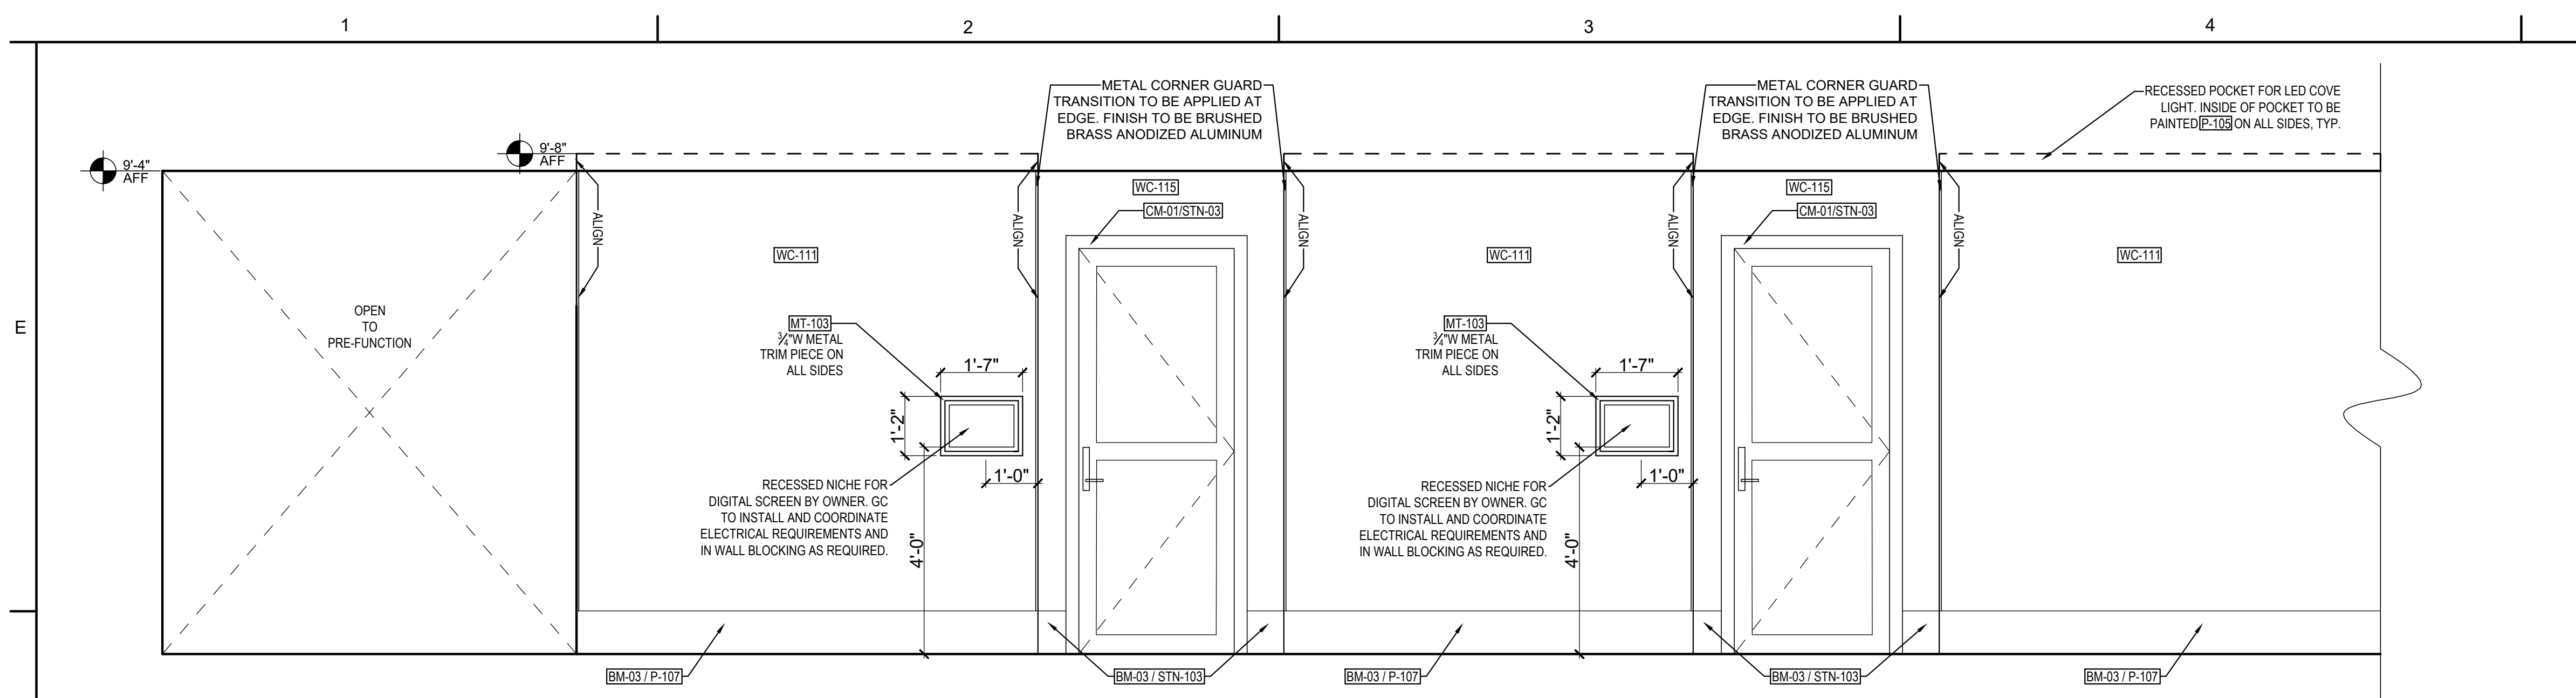 1
2
3
4
E
METAL CORNER GUARD
TRANSITION TO BE APPLIED AT
EDGE. FINISH TO BE BRUSHED
BRASS ANODIZED ALUMINUM
METAL CORNER GUARD
TRANSITION TO BE APPLIED AT
EDGE. FINISH TO BE BRUSHED
BRASS ANODIZED ALUMINUM
RECESSED POCKET FOR LED COVE
LIGHT. INSIDE OF POCKET TO BE
PAINTED P-105 ON ALL SIDES, TYP.
9'-4"
AFF
9'-8"
AFF
OPEN
TO
PRE-FUNCTION
ALIGN
WC-111
ALIGN
WC-115
CM-01/STN-03
ALIGN
WC-111
ALIGN
WC-115
CM-01/STN-03
ALIGN
WC-111
MT-103
¾"W METAL
TRIM PIECE ON
ALL SIDES
1'-7"
1'-2"
1'-0"
4'-0"
RECESSED NICHE FOR
DIGITAL SCREEN BY OWNER. GC
TO INSTALL AND COORDINATE
ELECTRICAL REQUIREMENTS AND
IN WALL BLOCKING AS REQUIRED.
MT-103
¾"W METAL
TRIM PIECE ON
ALL SIDES
1'-7"
1'-2"
1'-0"
4'-0"
RECESSED NICHE FOR
DIGITAL SCREEN BY OWNER. GC
TO INSTALL AND COORDINATE
ELECTRICAL REQUIREMENTS AND
IN WALL BLOCKING AS REQUIRED.
BM-03 / P-107
BM-03 / STN-103
BM-03 / P-107
BM-03 / STN-103
BM-03 / P-107